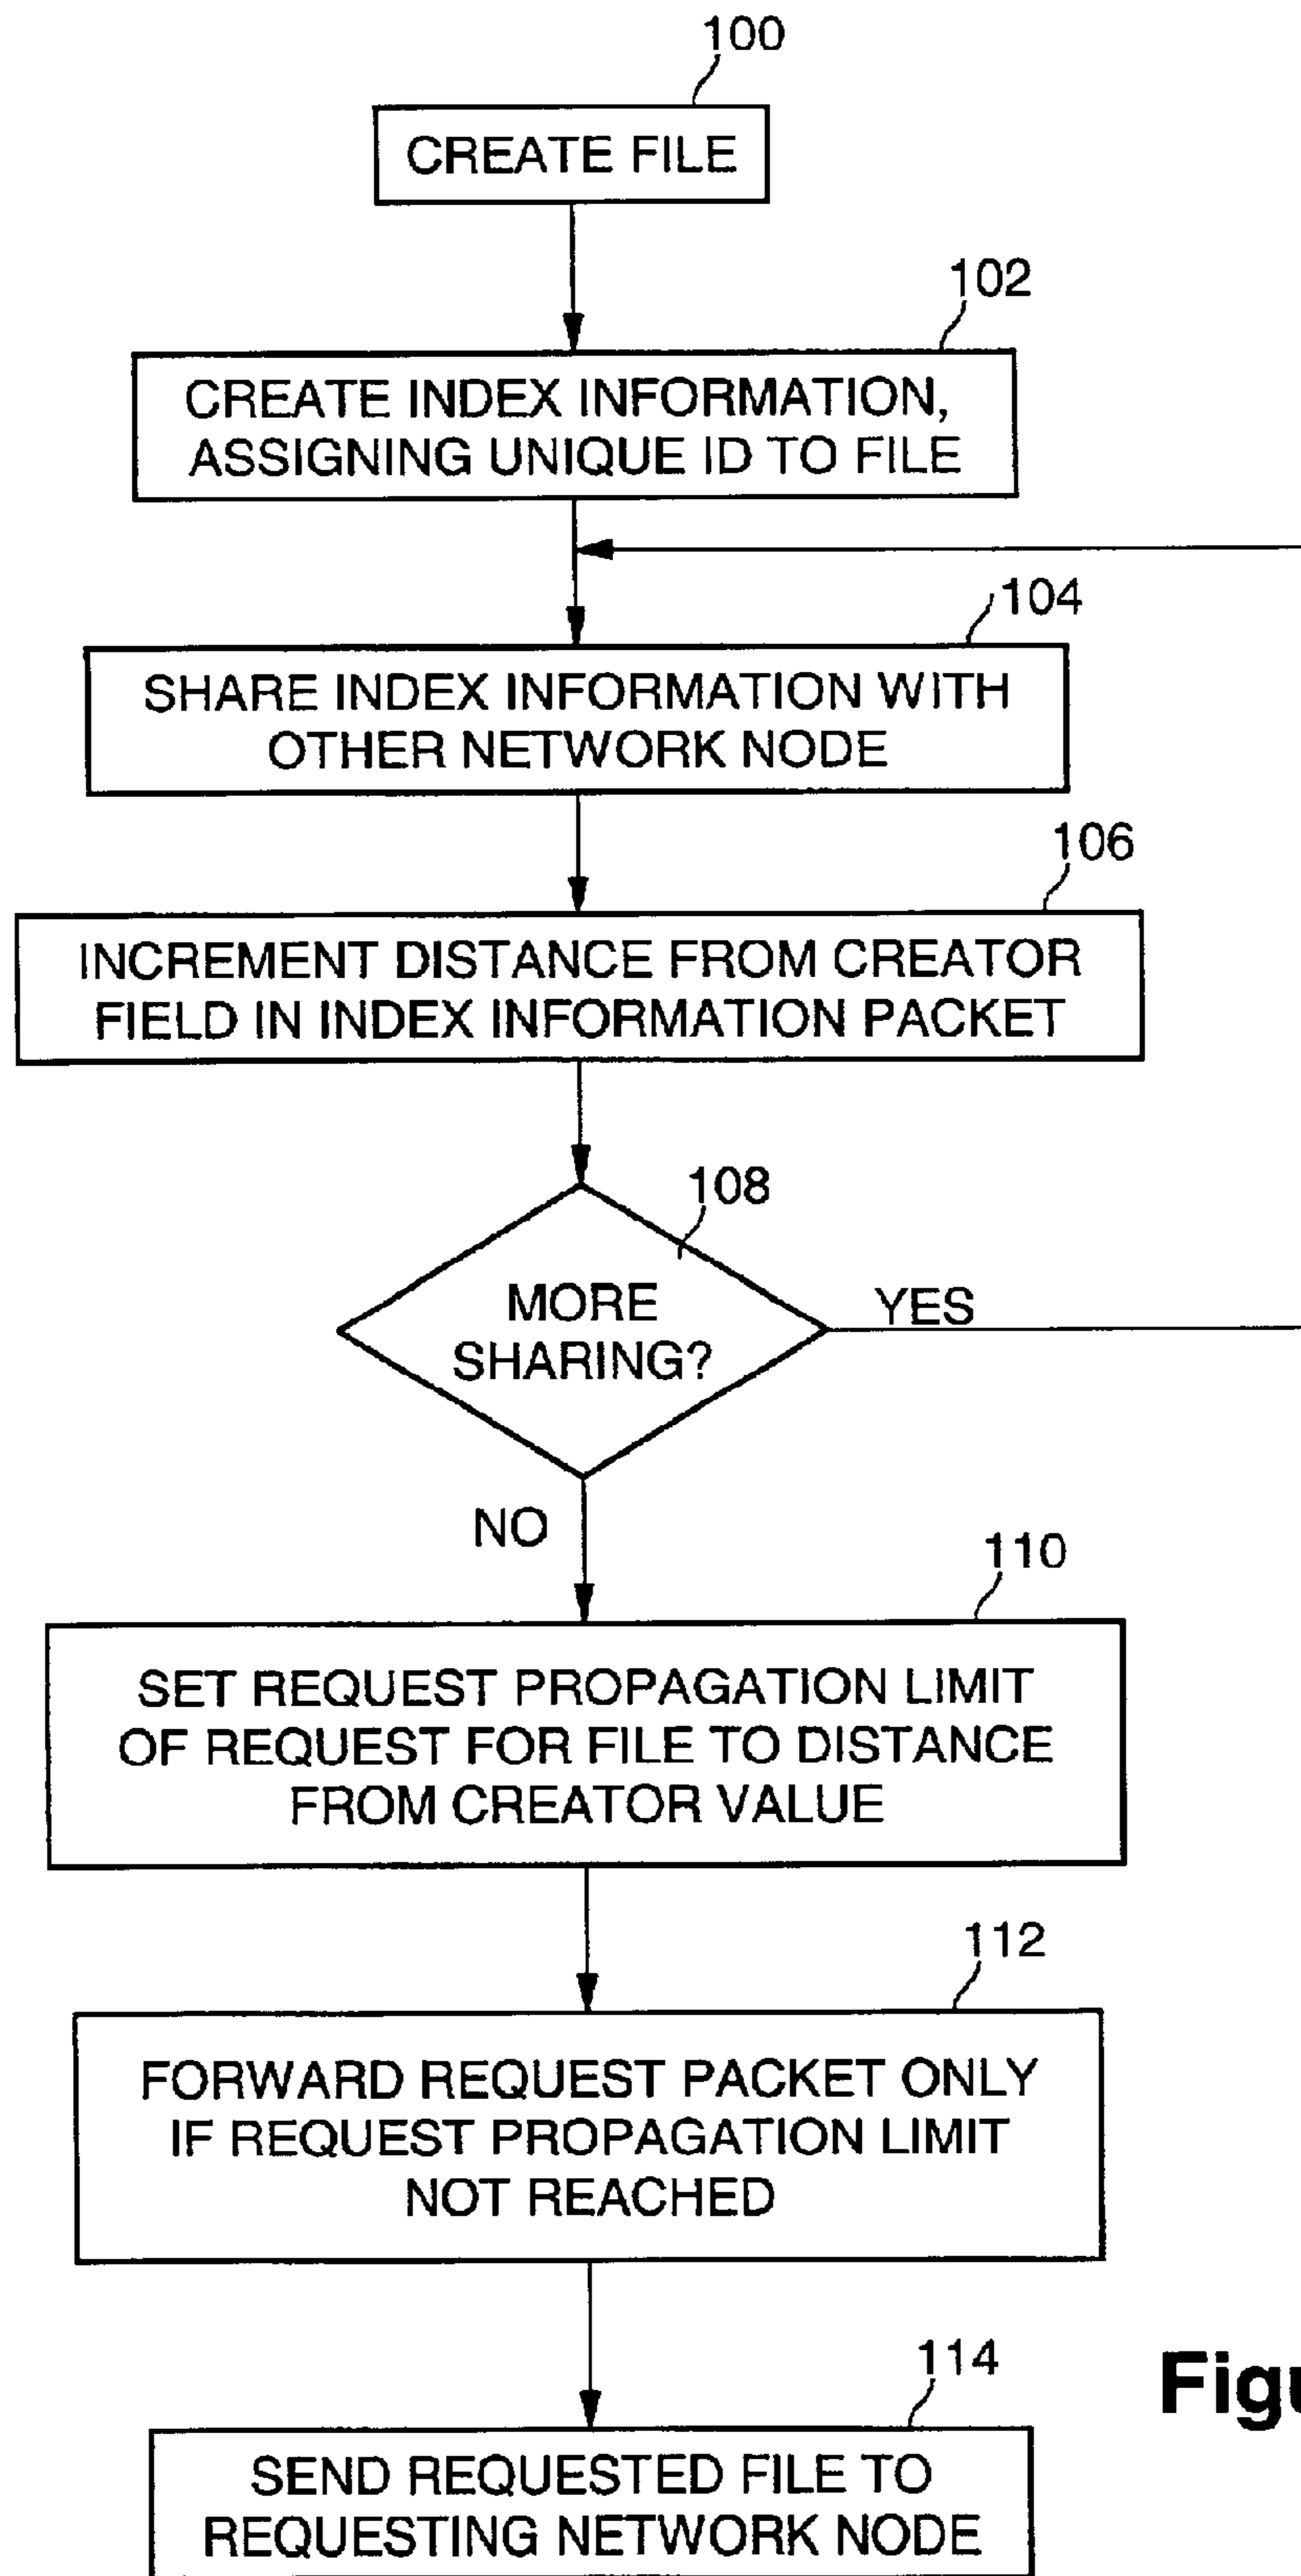 100
CREATE FILE
102
CREATE INDEX INFORMATION,
ASSIGNING UNIQUE ID TO FILE
104
SHARE INDEX INFORMATION WITH
OTHER NETWORK NODE
106
INCREMENT DISTANCE FROM CREATOR
FIELD IN INDEX INFORMATION PACKET
108
MORE
SHARING?
YES
NO
110
SET REQUEST PROPAGATION LIMIT
OF REQUEST FOR FILE TO DISTANCE
FROM CREATOR VALUE
112
FORWARD REQUEST PACKET ONLY
IF REQUEST PROPAGATION LIMIT
NOT REACHED
114
SEND REQUESTED FILE TO
REQUESTING NETWORK NODE